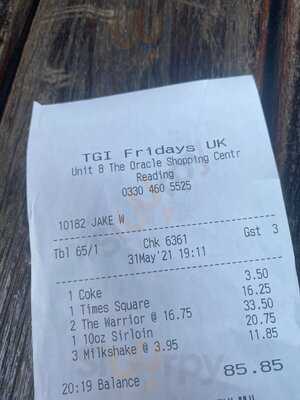 TGI Fridays UK
Unit 8 The Oracle Shopping Centr
Reading
0330 460 5525
10182 JAKE W
Tbl 65/1 Chk 6361 Gst 3
31May'21 19:11
1 Coke 3.50
1 Times Square 16.25
2 The Warrior @ 16.75 33.50
1 10oz Sirloin 20.75
3 Milkshake @ 3.95 11.85
20:19 Balance 85.85